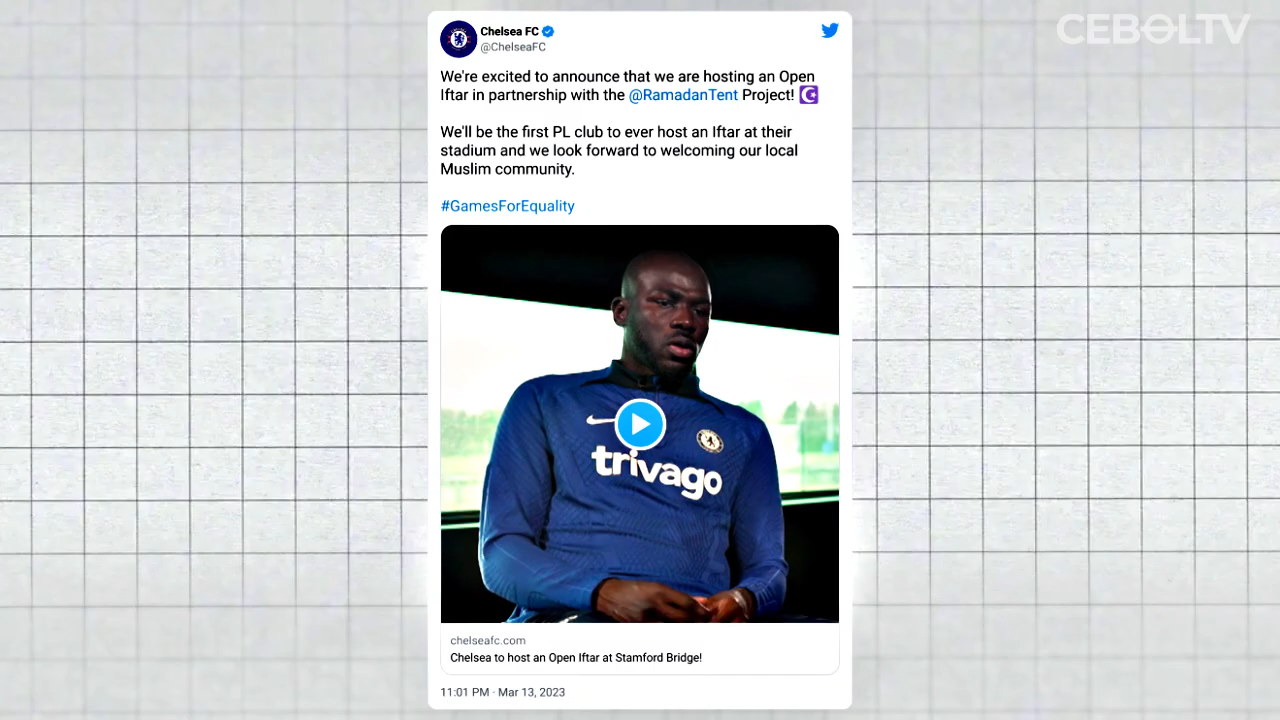 CEBOLTV
Chelsea FC
@ChelseaFC
We're excited to announce that we are hosting an Open
Iftar in partnership with the @RamadanTent Project! ☪
We'll be the first PL club to ever host an Iftar at their
stadium and we look forward to welcoming our local
Muslim community.
#GamesForEquality
trivago
chelseafc.com
Chelsea to host an Open Iftar at Stamford Bridge!
11:01 PM · Mar 13, 2023